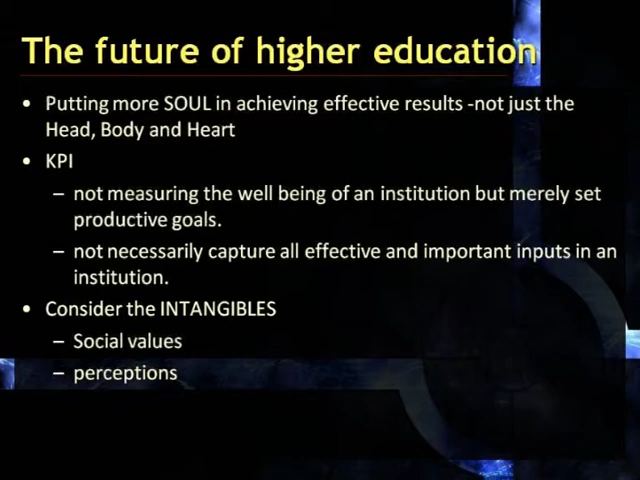 The future of higher education
• Putting more SOUL in achieving effective results -not just the
Head, Body and Heart
• KPI
– not measuring the well being of an institution but merely set
productive goals.
– not necessarily capture all effective and important inputs in an
institution.
• Consider the INTANGIBLES
– Social values
– perceptions